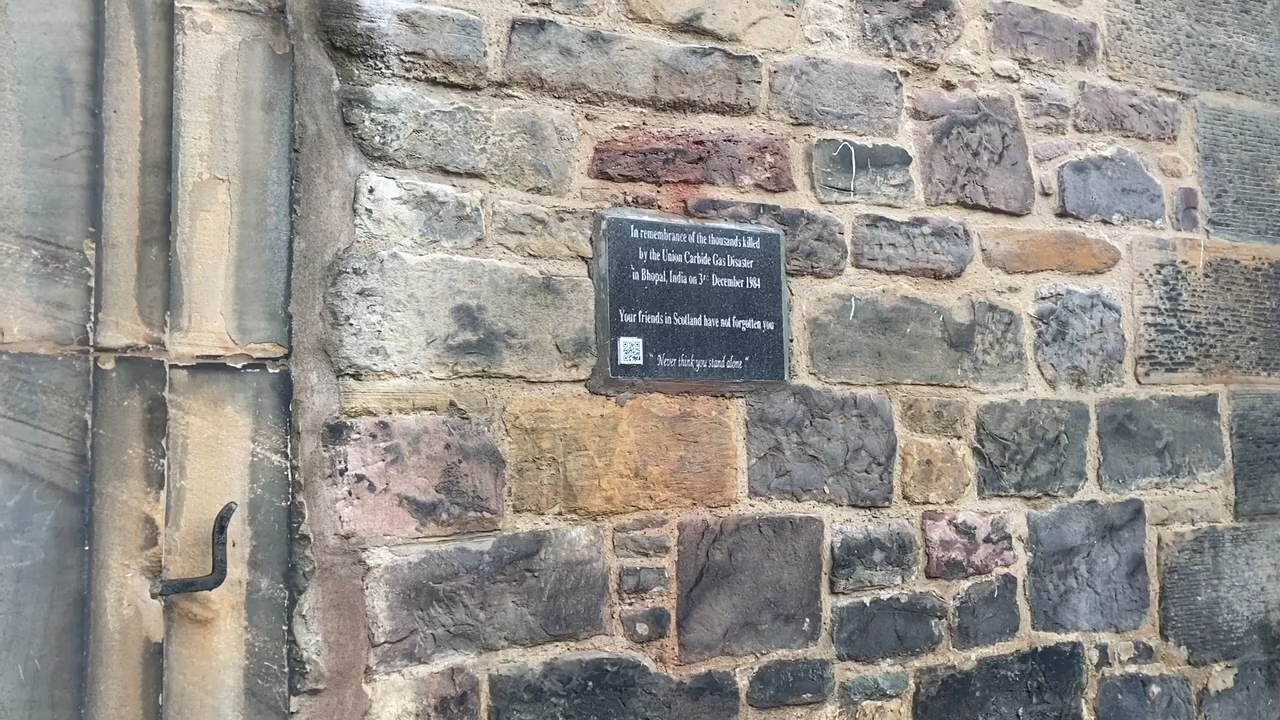 In remembrance of the thousands killed
by the Union Carbide Gas Disaster
in Bhopal, India on 3rd December 1984
Your friends in Scotland have not forgotten you
" Never think you stand alone "